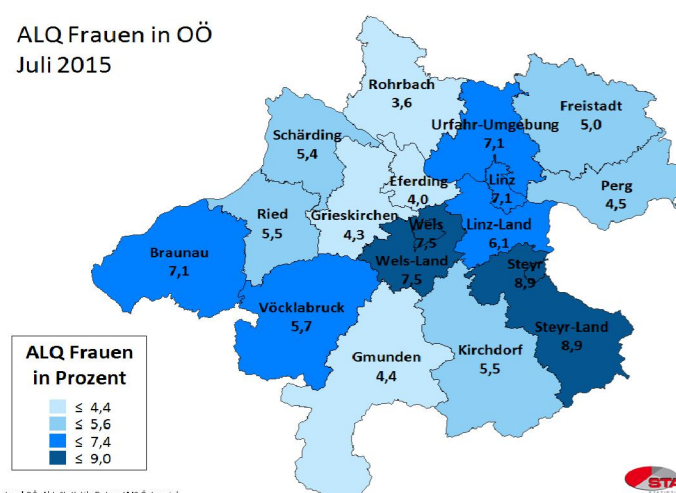 ALQ Frauen in OÖ
Juli 2015
Rohrbach
3,6
Freistadt
5,0
Urfahr-Umgebung
7,1
Schärding
5,4
Linz
7,1
Eferding
4,0
Perg
4,5
Ried
5,5
Grieskirchen
4,3
Wels
7,5
Linz-Land
6,1
Braunau
7,1
Wels-Land
7,5
Steyr
8,9
Vöcklabruck
5,7
Steyr-Land
8,9
Gmunden
4,4
Kirchdorf
5,5
ALQ Frauen
in Prozent
≤ 4,4
≤ 5,6
≤ 7,4
≤ 9,0
STA